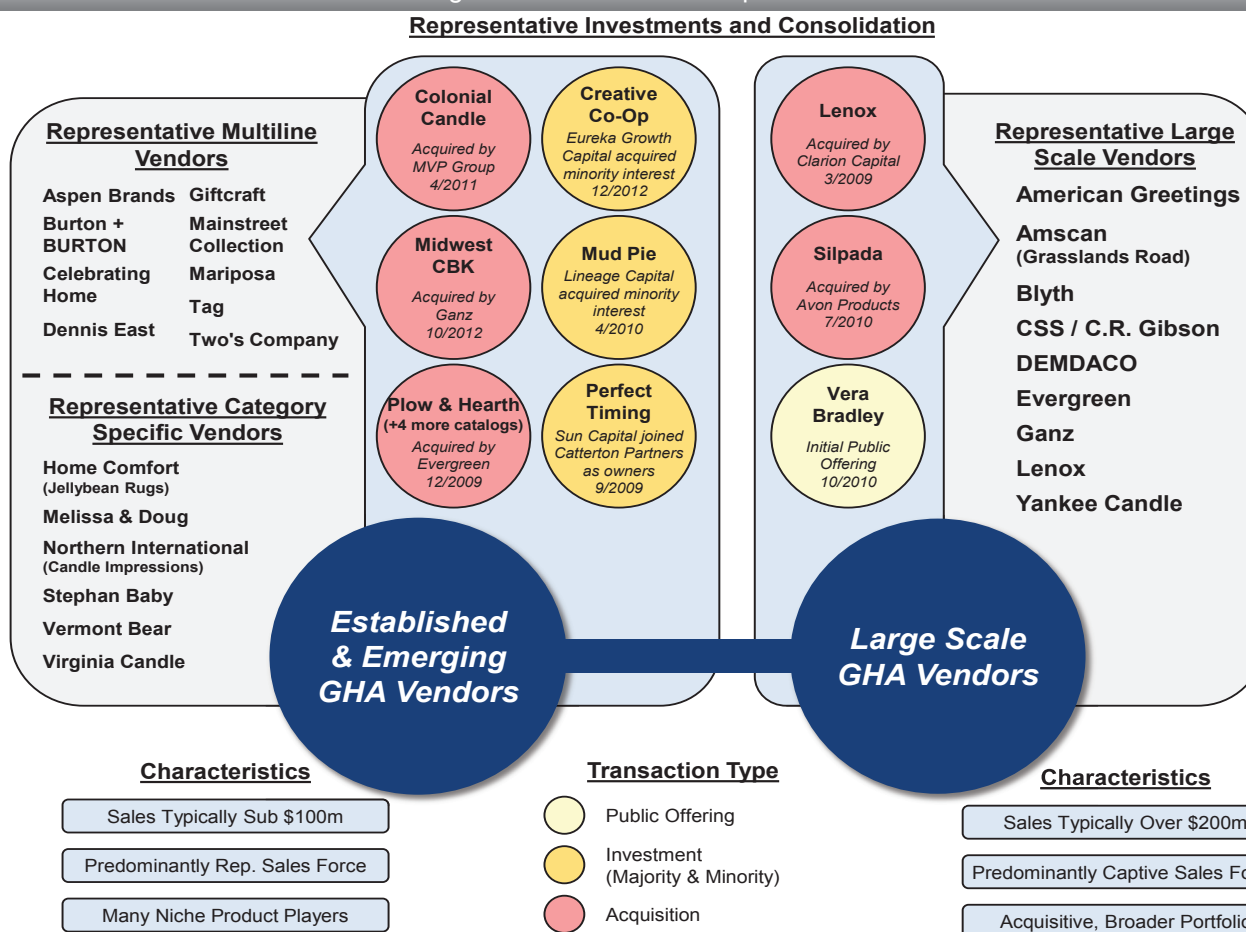 Representative Investments and Consolidation
Representative Multiline
Vendors
Aspen Brands
Burton +
BURTON
Celebrating
Home
Dennis East
Giftcraft
Mainstreet
Collection
Mariposa
Tag
Two's Company
Representative Category
Specific Vendors
Home Comfort
(Jellybean Rugs)
Melissa & Doug
Northern International
(Candle Impressions)
Stephan Baby
Vermont Bear
Virginia Candle
Colonial
Candle
Acquired by
MVP Group
4/2011
Creative
Co-Op
Eureka Growth
Capital acquired
minority interest
12/2012
Midwest
CBK
Acquired by
Ganz
10/2012
Mud Pie
Lineage Capital
acquired minority
interest
4/2010
Plow & Hearth
(+4 more catalogs)
Acquired by
Evergreen
12/2009
Perfect
Timing
Sun Capital joined
Catterton Partners
as owners
9/2009
Lenox
Acquired by
Clarion Capital
3/2009
Silpada
Acquired by
Avon Products
7/2010
Vera
Bradley
Initial Public
Offering
10/2010
Representative Large
Scale Vendors
American Greetings
Amscan
(Grasslands Road)
Blyth
CSS / C.R. Gibson
DEMDACO
Evergreen
Ganz
Lenox
Yankee Candle
Established
& Emerging
GHA Vendors
Large Scale
GHA Vendors
Characteristics
Sales Typically Sub $100m
Predominantly Rep. Sales Force
Many Niche Product Players
Transaction Type
Public Offering
Investment
(Majority & Minority)
Acquisition
Characteristics
Sales Typically Over $200m
Predominantly Captive Sales
Acquisitive, Broader